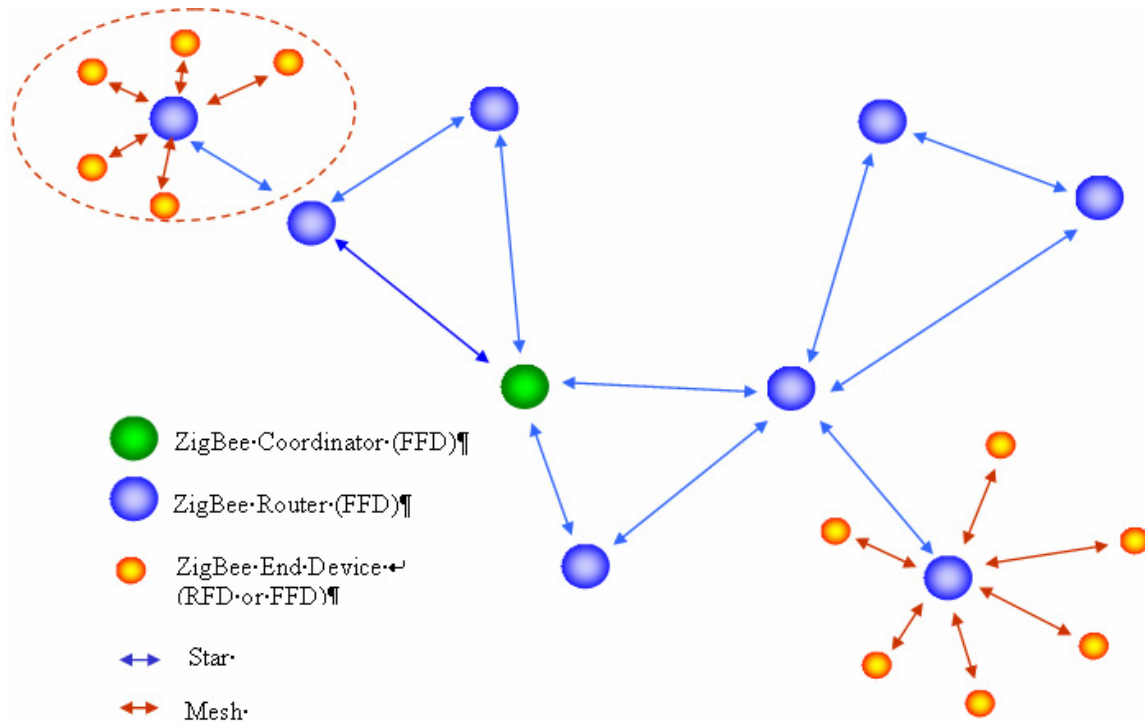 ZigBee·Coordinator·(FFD)¶
ZigBee·Router·(FFD)¶
ZigBee·End·Device·↵
(RFD·or·FFD)¶
Star·
Mesh·